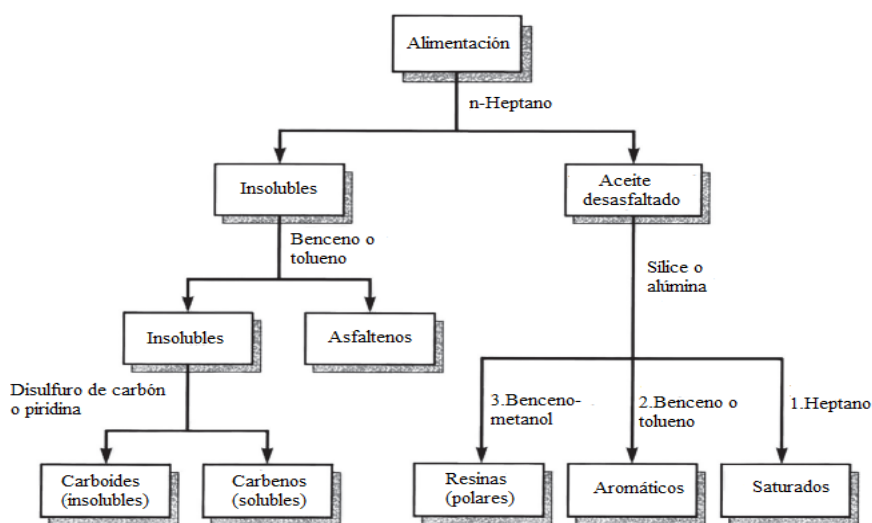 Alimentación
n-Heptano
Insolubles
Aceite
desasfaltado
Benceno o
tolueno
Sílice o
alúmina
Insolubles
Asfaltenos
Disulfuro de carbón
o piridina
3.Benceno-
metanol
2.Benceno o
tolueno
1.Heptano
Carboides
(insolubles)
Carbenos
(solubles)
Resinas
(polares)
Aromáticos
Saturados